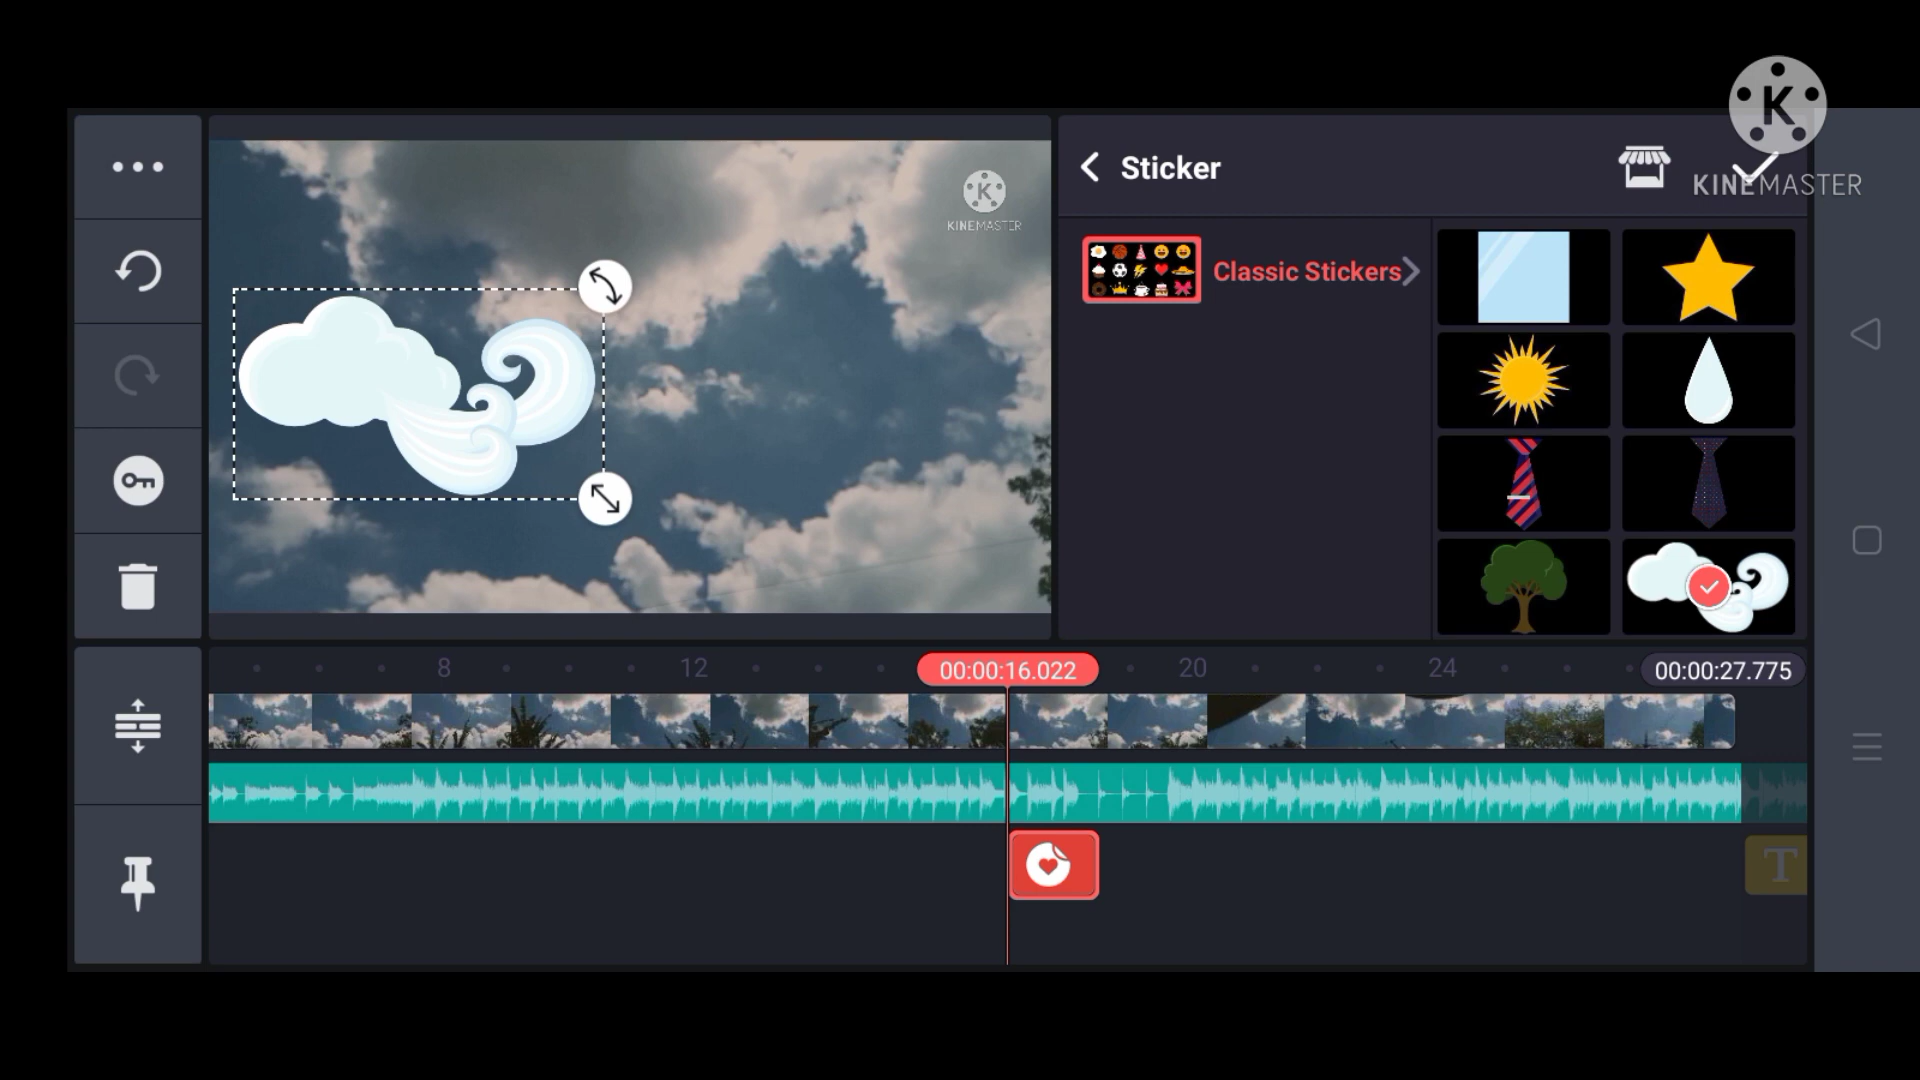 K
KINEMASTER
K
KINEMASTER
Sticker
Classic Stickers
8
12
00:00:16.022
20
24
00:00:27.775
T